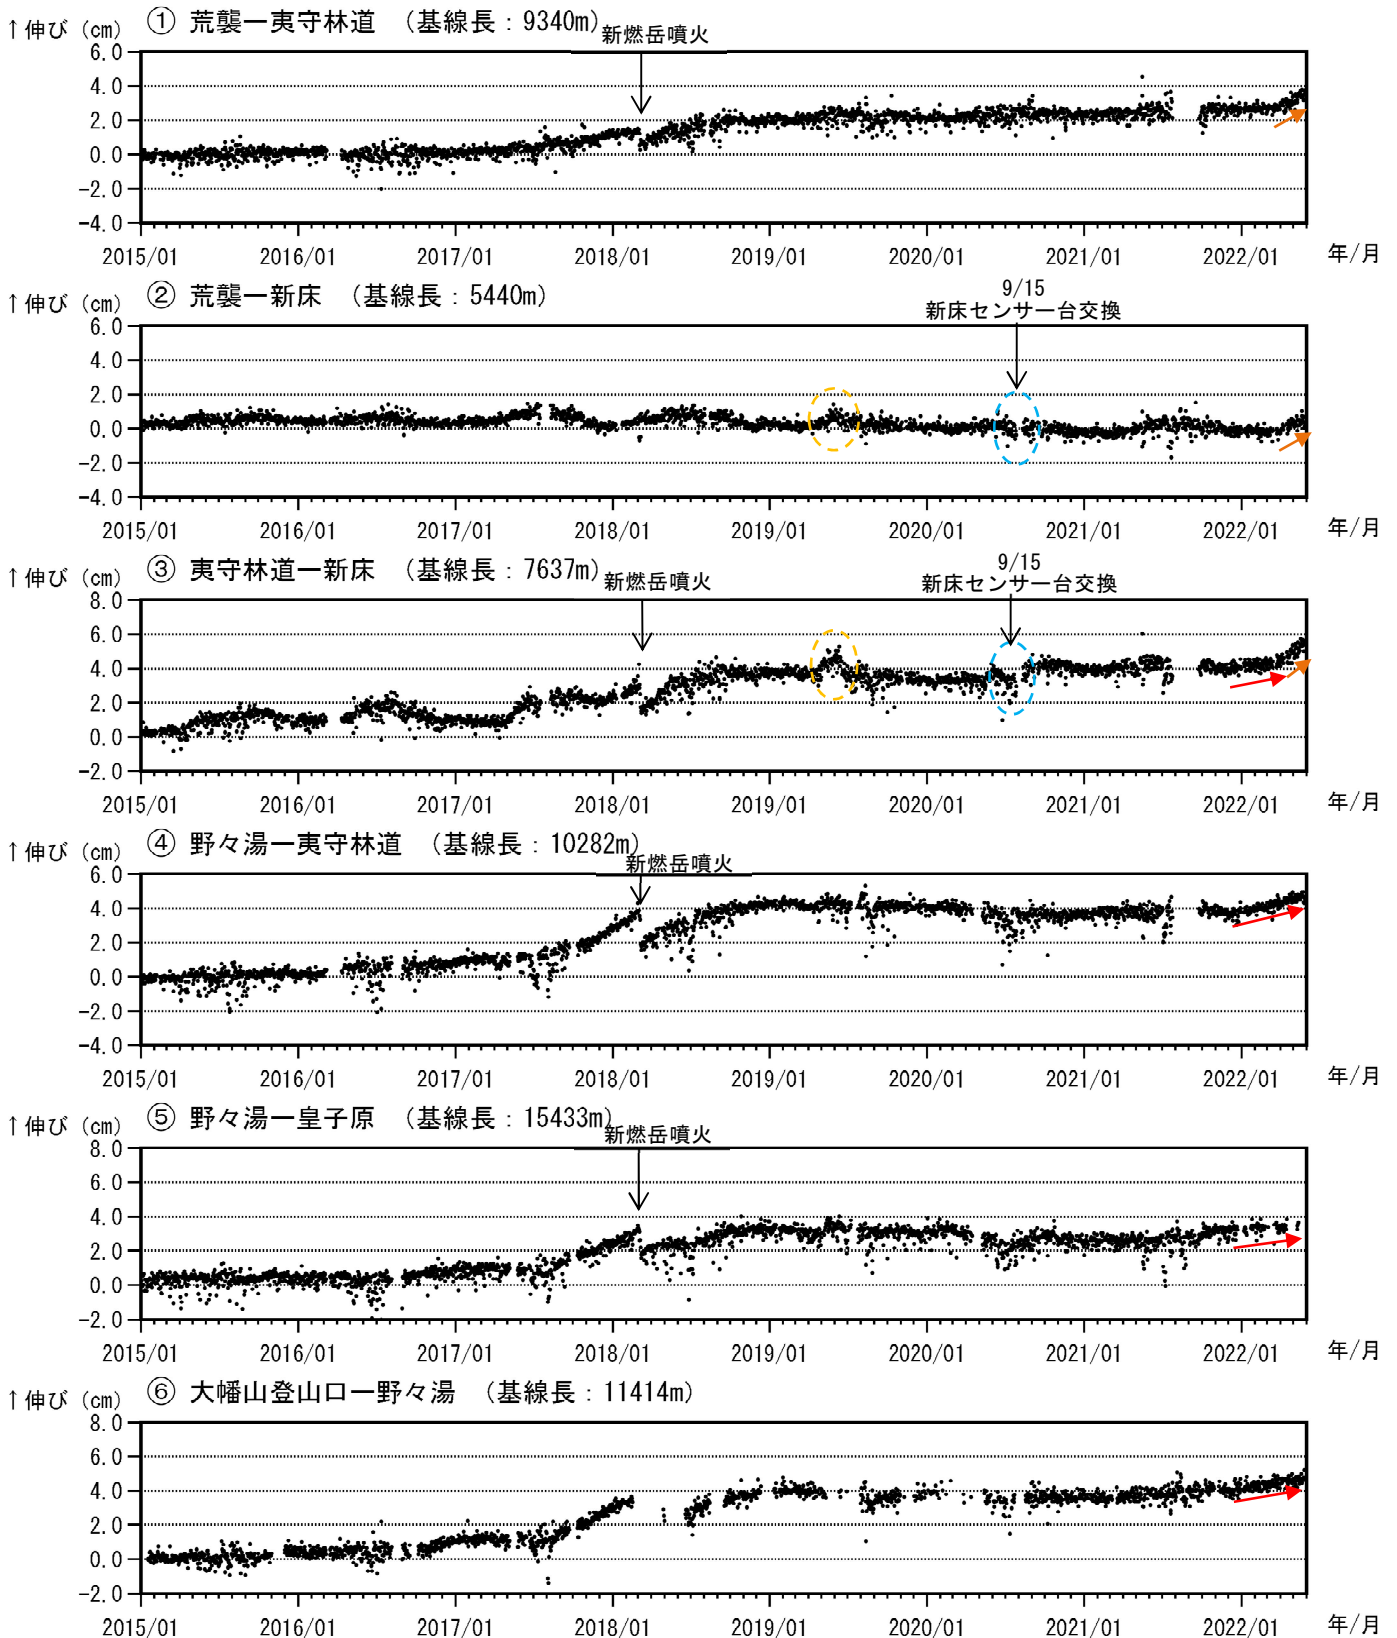 ↑伸び (cm) ① 荒襲ー夷守林道 (基線長:9340m) 新燃岳噴火
6.0
4.0
2.0
0.0
-2.0
-4.0
2015/01 2016/01 2017/01 2018/01 2019/01 2020/01 2021/01 2022/01 年/月
↑伸び (cm) ② 荒襲ー新床 (基線長:5440m)
9/15
新床センサー台交換
6.0
4.0
2.0
0.0
-2.0
-4.0
2015/01 2016/01 2017/01 2018/01 2019/01 2020/01 2021/01 2022/01 年/月
↑伸び (cm) ③ 夷守林道ー新床 (基線長:7637m) 新燃岳噴火
9/15
新床センサー台交換
8.0
6.0
4.0
2.0
0.0
-2.0
2015/01 2016/01 2017/01 2018/01 2019/01 2020/01 2021/01 2022/01 年/月
↑伸び (cm) ④ 野々湯ー夷守林道 (基線長:10282m)
新燃岳噴火
6.0
4.0
2.0
0.0
-2.0
-4.0
2015/01 2016/01 2017/01 2018/01 2019/01 2020/01 2021/01 2022/01 年/月
↑伸び (cm) ⑤ 野々湯ー皇子原 (基線長:15433m)
新燃岳噴火
8.0
6.0
4.0
2.0
0.0
-2.0
2015/01 2016/01 2017/01 2018/01 2019/01 2020/01 2021/01 2022/01 年/月
↑伸び (cm) ⑥ 大幡山登山口ー野々湯 (基線長:11414m)
8.0
6.0
4.0
2.0
0.0
-2.0
2015/01 2016/01 2017/01 2018/01 2019/01 2020/01 2021/01 2022/01 年/月